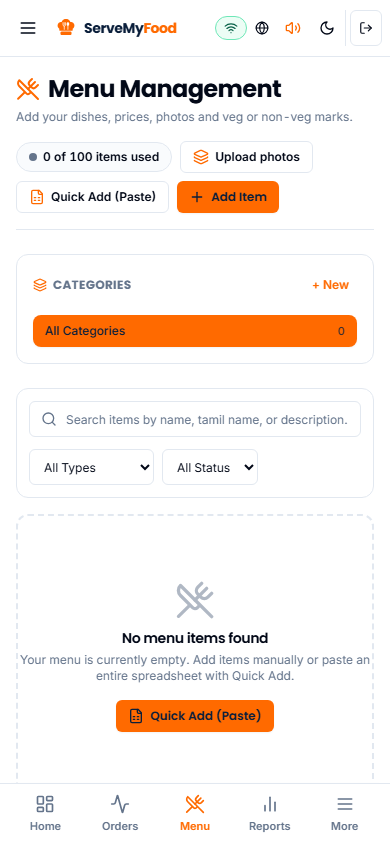 ServeMyFood
Menu Management
Add your dishes, prices, photos and veg or non-veg marks.
0 of 100 items used
Upload photos
Quick Add (Paste)
Add Item
CATEGORIES
+ New
All Categories
0
Search items by name, tamil name, or description.
All Types
All Status
No menu items found
Your menu is currently empty. Add items manually or paste an
entire spreadsheet with Quick Add.
Quick Add (Paste)
Home
Orders
Menu
Reports
More